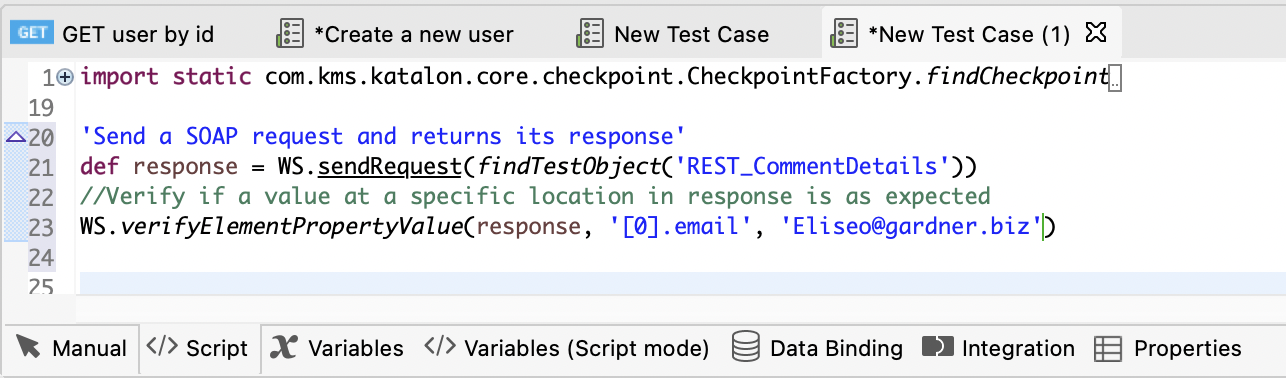 GET GET user by id *Create a new user New Test Case *New Test Case (1)
1 import static com.kms.katalon.core.checkpoint.CheckpointFactory.findCheckpoint..
19
20 'Send a SOAP request and returns its response'
21 def response = WS.sendRequest(findTestObject('REST_CommentDetails'))
22 //Verify if a value at a specific location in response is as expected
23 WS.verifyElementPropertyValue(response, '[0].email', 'Eliseo@gardner.biz')
24
25
Manual </> Script x Variables </> Variables (Script mode) Data Binding Integration Properties